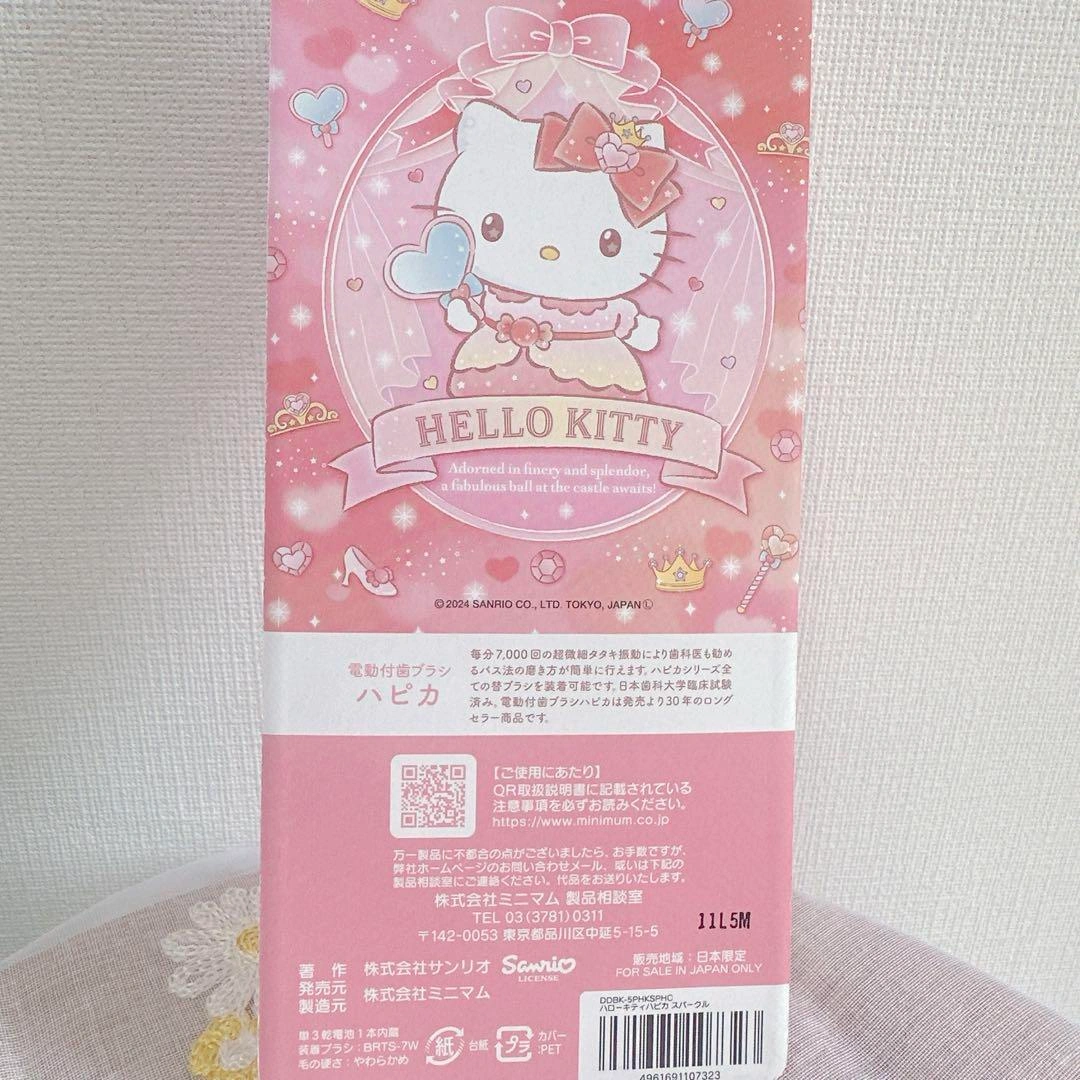 HELLO KITTY
Adorned in finery and splendor,
a fabulous ball at the castle awaits!
©2024 SANRIO CO., LTD. TOKYO, JAPAN Ⓛ
電動付歯ブラシ
ハピカ
毎分7,000回の超微細タタキ振動により歯科医も勧め
るバス法の磨き方が簡単に行えます。ハピカシリーズ全
ての替ブラシを装着可能です。日本歯科大学臨床試験
済み。電動付歯ブラシハピカは発売より30年のロング
セラー商品です。
【ご使用にあたり】
QR取扱説明書に記載されている
注意事項を必ずお読みください。
https://www.minimum.co.jp
万一製品に不都合の点がございましたら、お手数ですが、
弊社ホームページのお問い合わせメール、或いは下記の
製品相談室にご連絡ください。代品をお送りいたします。
株式会社ミニマム 製品相談室
TEL 03(3781)0311
〒142-0053 東京都品川区中延5-15-5
11L5M
著作 株式会社サンリオ Sanrio LICENSE
発売元
製造元 株式会社ミニマム
販売地域：日本限定
FOR SALE IN JAPAN ONLY
単3乾電池1本内蔵
装着ブラシ：BRTS-7W
毛の硬さ：やわらかめ
紙 台紙
プラ カバー:PET
DDBK-5PHKSPHC
ハローキティハピカ スパークル
4961691107323